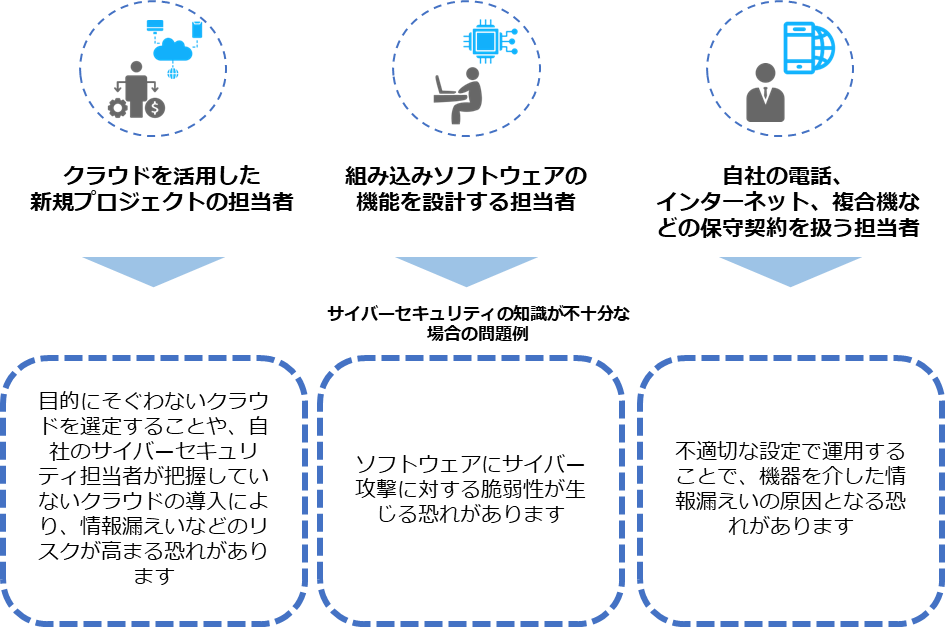 クラウドを活用した
新規プロジェクトの担当者
組み込みソフトウェアの
機能を設計する担当者
自社の電話、
インターネット、複合機な
どの保守契約を扱う担当者
サイバーセキュリティの知識が不十分な
場合の問題例
目的にそぐわないクラウ
ドを選定することや、自
社のサイバーセキュリ
ティ担当者が把握してい
ないクラウドの導入によ
り、情報漏えいなどのリ
スクが高まる恐れがあり
ます
ソフトウェアにサイバー
攻撃に対する脆弱性が生
じる恐れがあります
不適切な設定で運用する
ことで、機器を介した情
報漏えいの原因となる恐
れがあります